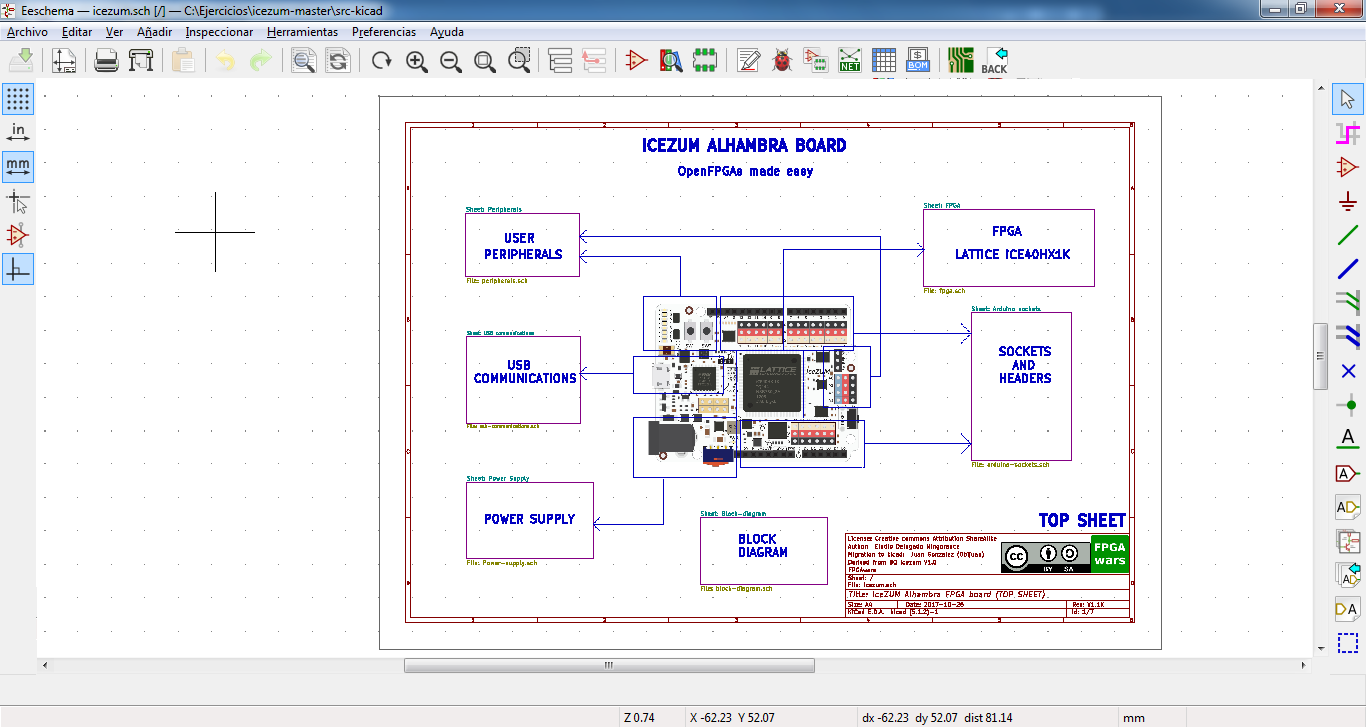 Eeschema — icezum.sch [/] — C:\Ejercicios\icezum-master\src-kicad
Archivo Editar Ver Añadir Inspeccionar Herramientas Preferencias Ayuda
NET
BOM
BACK
in
mm
ICEZUM ALHAMBRA BOARD
OpenFPGAs made easy
Sheet: Peripherals
USER
PERIPHERALS
File: peripherals.sch
Sheet: FPGA
FPGA
LATTICE ICE40HX1K
File: fpga.sch
Sheet: Arduino sockets
SOCKETS
AND
HEADERS
File: arduino-sockets.sch
Sheet: USB comunications
USB
COMMUNICATIONS
File: usb-communications.sch
LATTICE
IceZUM
Sheet: Power Supply
POWER SUPPLY
File: Power-supply.sch
Sheet: Block-diagram
BLOCK
DIAGRAM
File: block-diagram.sch
TOP SHEET
License: Creative commons Attribution ShareAlike
Author: Eladio Delgado Mingorance
Migration to kicad: Juan Gonzalez (Obijuan)
Derived from BQ Icezum V1.0
FPGAwars
Sheet: /
File: icezum.sch
Title: IceZUM Alhambra FPGA board (TOP SHEET)
Size: A4 Date: 2017-10-26 Rev: V1.1K
KiCad E.D.A. kicad (5.1.2)-1 Id: 1/7
cc
BY SA
FPGA
wars
Z 0.74 X -62.23 Y 52.07 dx -62.23 dy 52.07 dist 81.14 mm